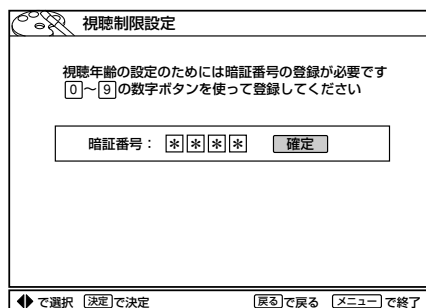 視聴制限設定
視聴年齢の設定のためには暗証番号の登録が必要です
0～9の数字ボタンを使って登録してください
暗証番号： ＊＊＊＊ 確定
で選択 決定で決定 戻るで戻る メニューで終了